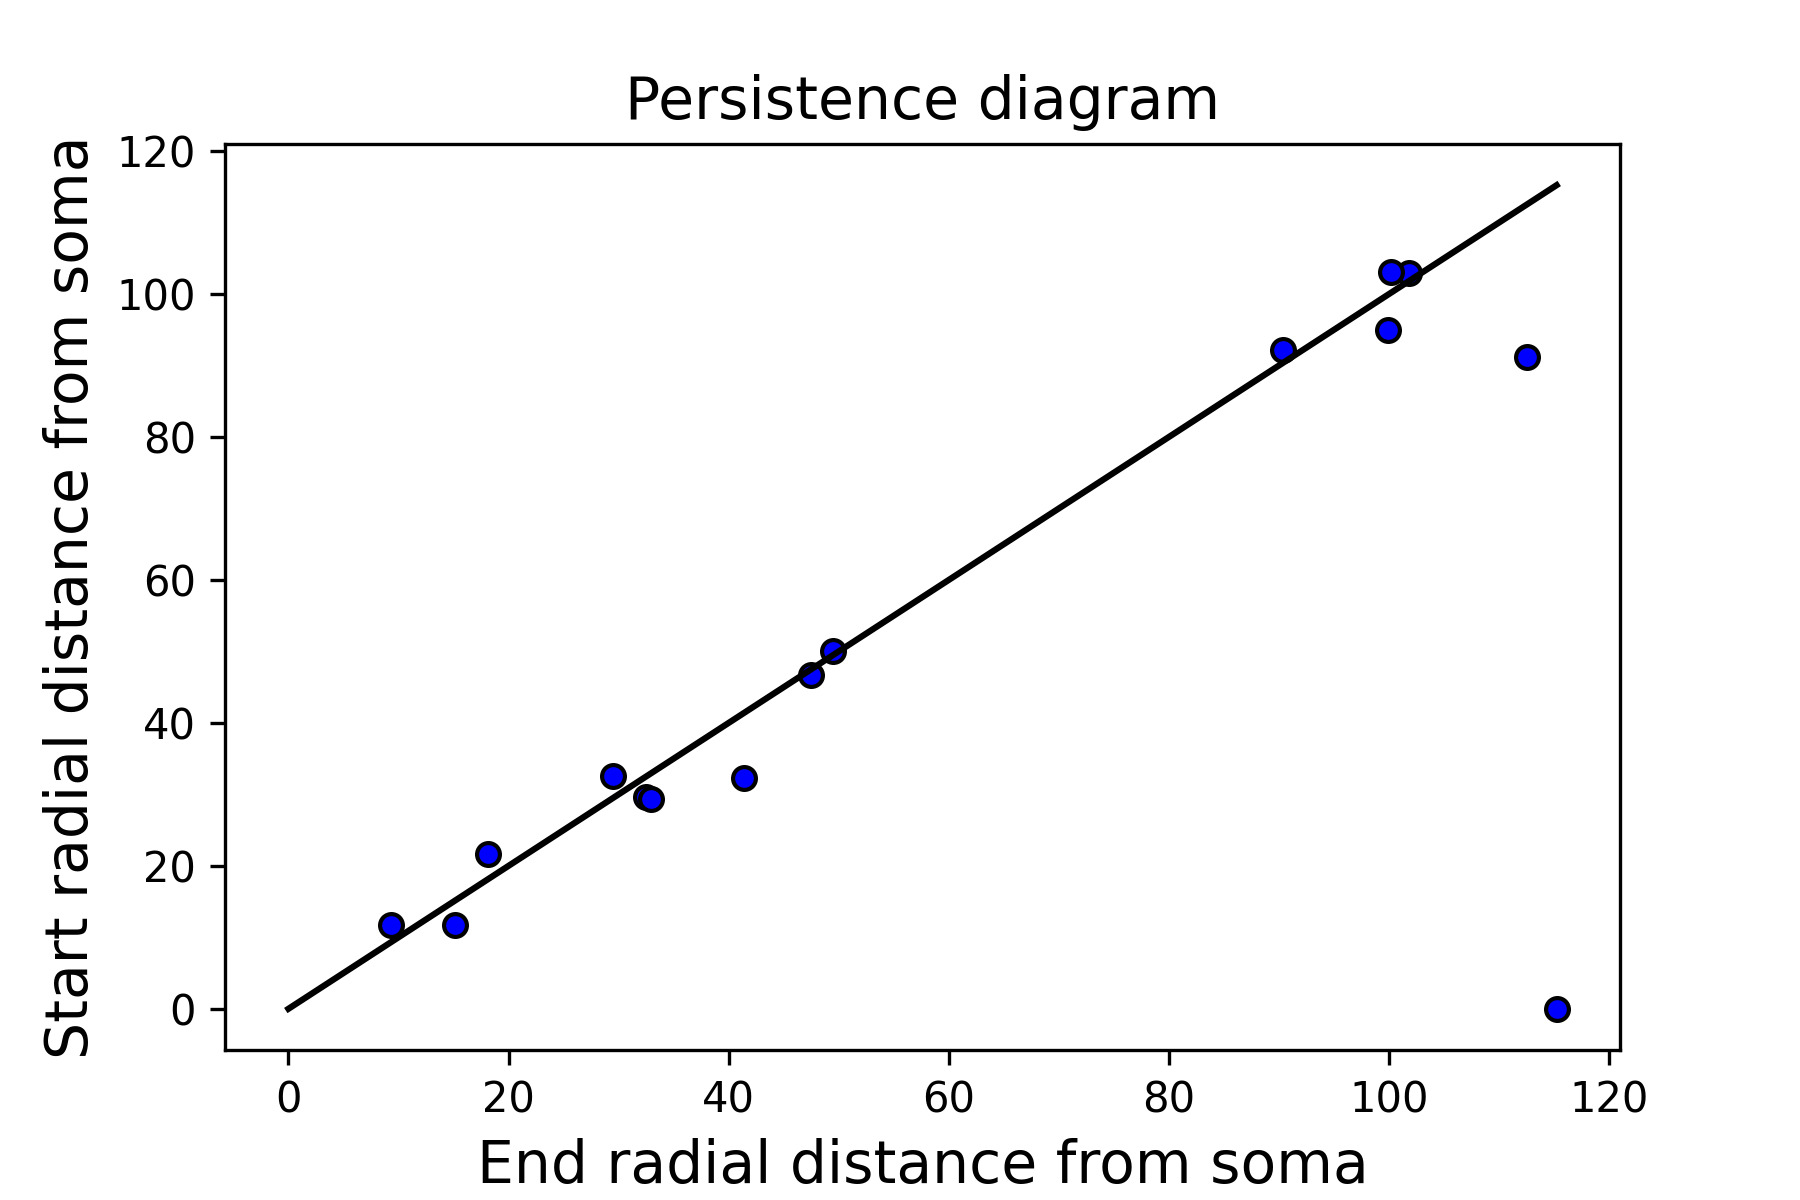 Persistence diagram
Start radial distance from soma
120
100
80
60
40
20
0
0 20 40 60 80 100 120
End radial distance from soma